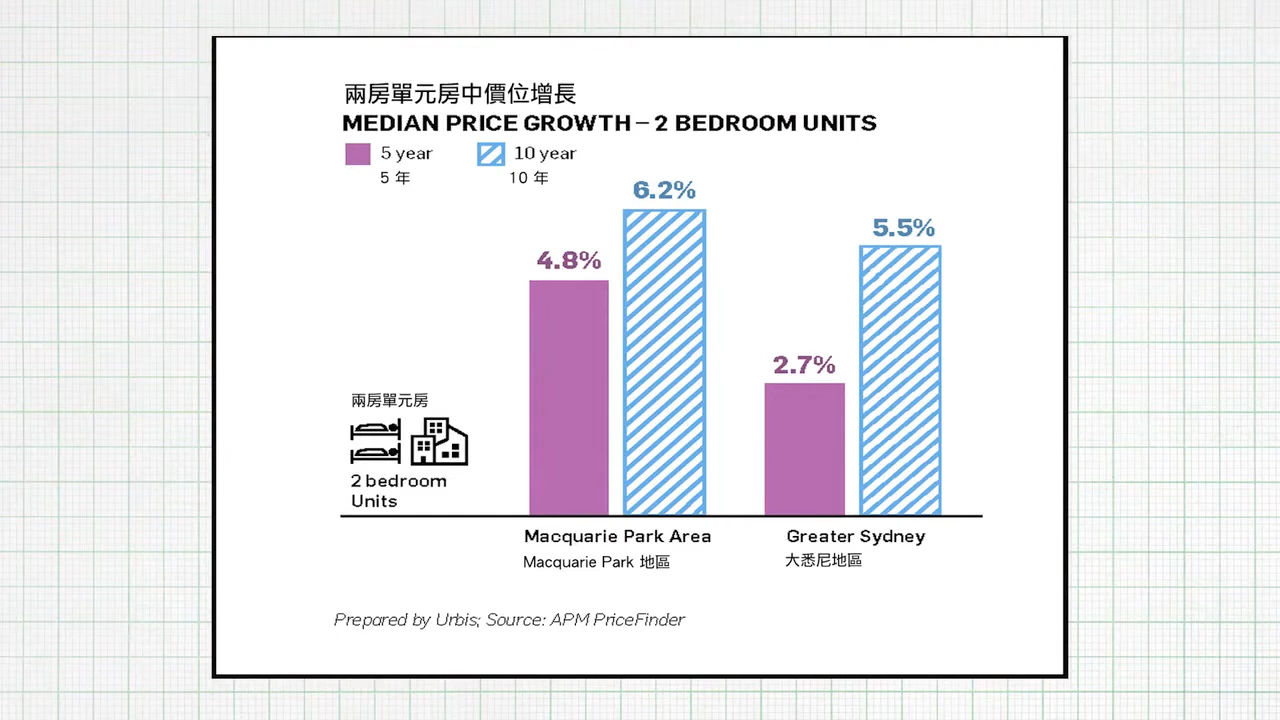 兩房單元房中價位增長
MEDIAN PRICE GROWTH – 2 BEDROOM UNITS
5 year 10 year
5 年 10 年
6.2%
5.5%
4.8%
2.7%
兩房單元房
2 bedroom
Units
Macquarie Park Area Greater Sydney
Macquarie Park 地區 大悉尼地區
Prepared by Urbis; Source: APM PriceFinder